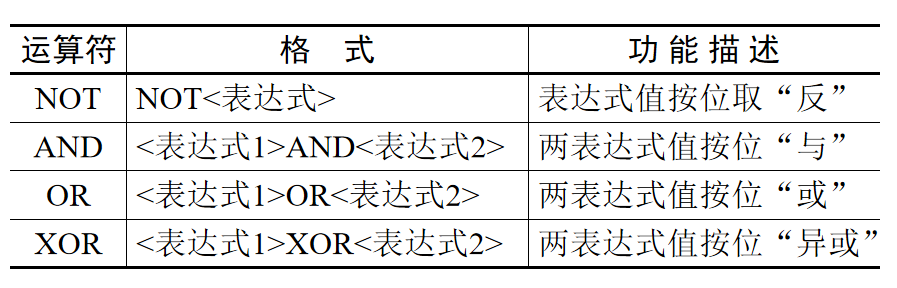 运算符 格 式 功 能 描 述
NOT NOT<表达式> 表达式值按位取“反”
AND <表达式1>AND<表达式2> 两表达式值按位“与”
OR <表达式1>OR<表达式2> 两表达式值按位“或”
XOR <表达式1>XOR<表达式2> 两表达式值按位“异或”